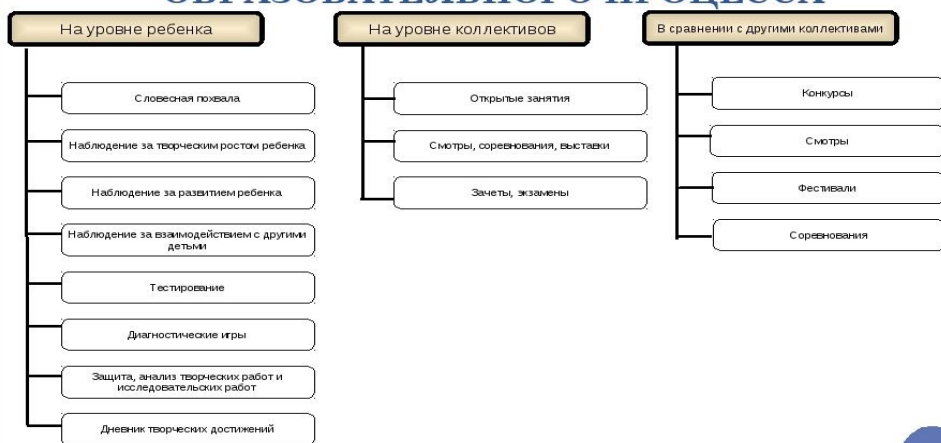 ОБРАЗОВАТЕЛЬНОГО ПРОЦЕССА
На уровне ребенка
Словесная похвала
Наблюдение за творческим ростом ребенка
Наблюдение за развитием ребенка
Наблюдение за взаимодействием с другими
детьми
Тестирование
Диагностические игры
Защита, анализ творческих работ и
исследовательских работ
Дневник творческих достижений
На уровне коллективов
Открытые занятия
Смотры, соревнования, выставки
Зачеты, экзамены
В сравнении с другими коллективами
Конкурсы
Смотры
Фестивали
Соревнования